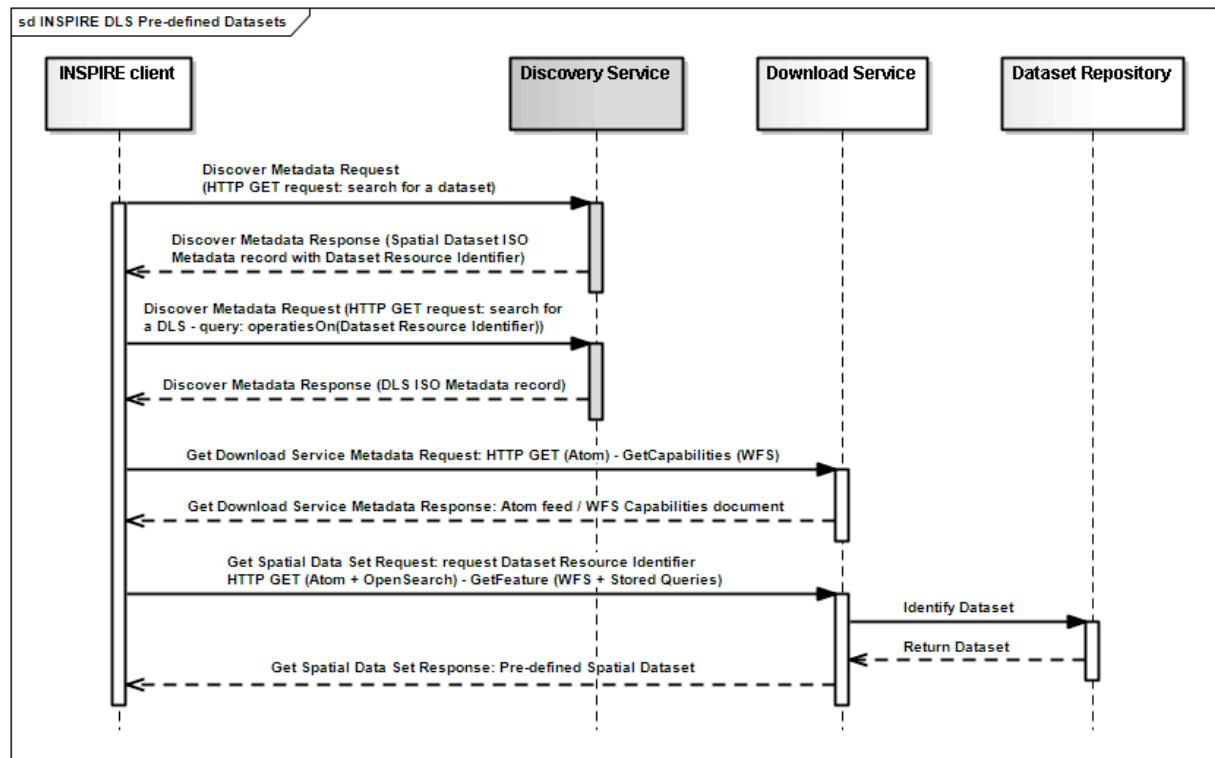 sd INSPIRE DLS Pre-defined Datasets
INSPIRE client
Discovery Service
Download Service
Dataset Repository
Discover Metadata Request
(HTTP GET request: search for a dataset)
Discover Metadata Response (Spatial Dataset ISO
Metadata record with Dataset Resource Identifier)
Discover Metadata Request (HTTP GET request: search for
a DLS - query: operatiesOn(Dataset Resource Identifier))
Discover Metadata Response (DLS ISO Metadata record)
Get Download Service Metadata Request: HTTP GET (Atom) - GetCapabilities (WFS)
Get Download Service Metadata Response: Atom feed / WFS Capabilities document
Get Spatial Data Set Request: request Dataset Resource Identifier
HTTP GET (Atom + OpenSearch) - GetFeature (WFS + Stored Queries)
Identify Dataset
Return Dataset
Get Spatial Data Set Response: Pre-defined Spatial Dataset